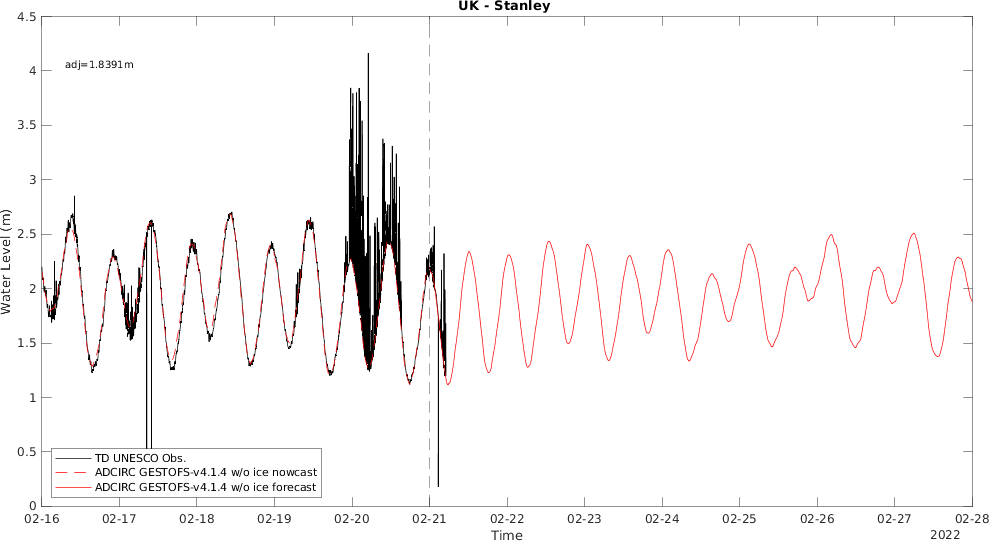 UK - Stanley
adj=1.8391m
4.5
4
3.5
3
2.5
2
1.5
1
0.5
0
Water Level (m)
TD UNESCO Obs.
ADCIRC GESTOFS-v4.1.4 w/o ice nowcast
ADCIRC GESTOFS-v4.1.4 w/o ice forecast
02-16 02-17 02-18 02-19 02-20 02-21 02-22 02-23 02-24 02-25 02-26 02-27 02-28
Time
2022